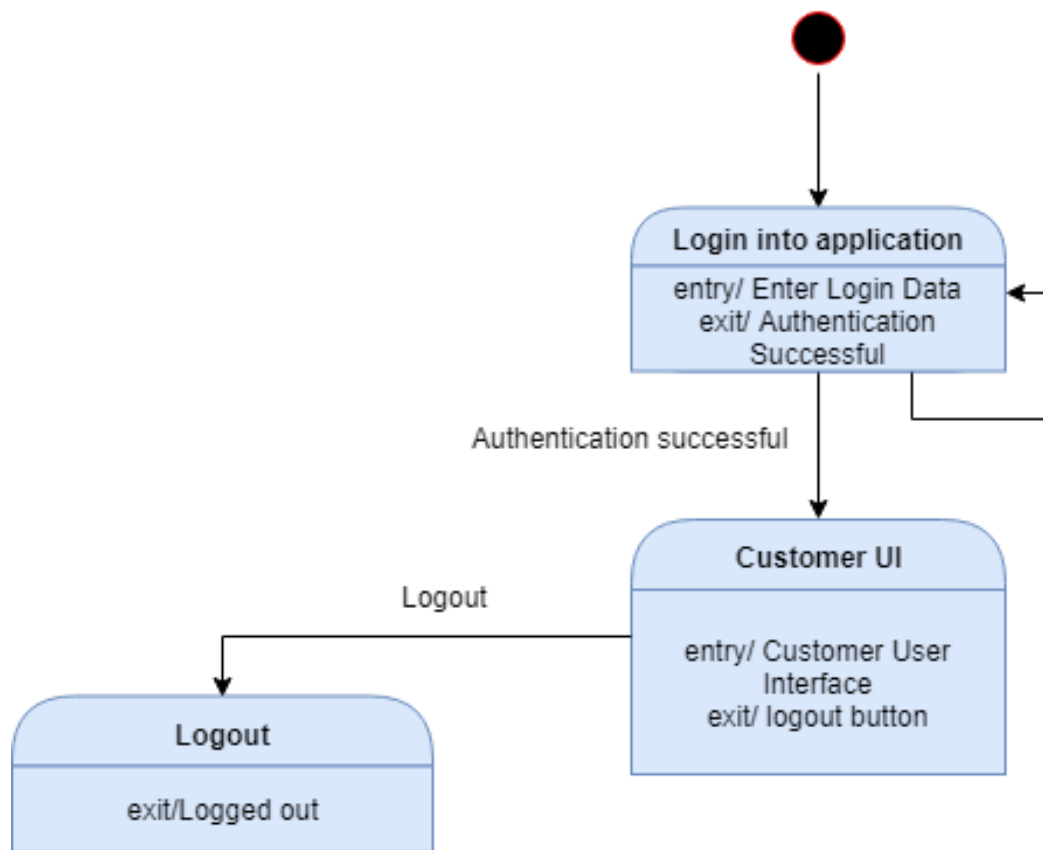 Login into application
entry/ Enter Login Data
exit/ Authentication
Successful
Authentication successful
Customer UI
entry/ Customer User
Interface
exit/ logout button
Logout
Logout
exit/Logged out